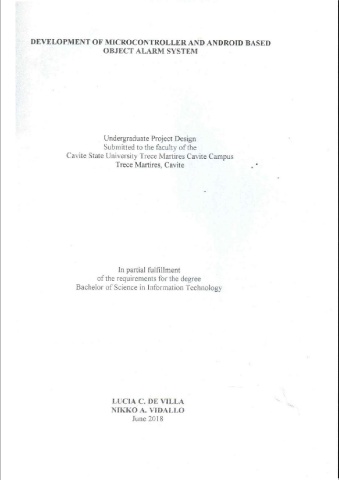 DEVELOPMENT OF MICROCONTROLLER AND ANDROID BASED
OBJECT ALARM SYSTEM
Undergraduate Project Design
Submitted to the faculty of the
Cavite State University Trece Martires Cavite Campus
Trece Martires, Cavite
In partial fulfillment
of the requirements for the degree
Bachelor of Science in Information Technology
LUCIA C. DE VILLA
NIKKO A. VIDALLO
June 2018